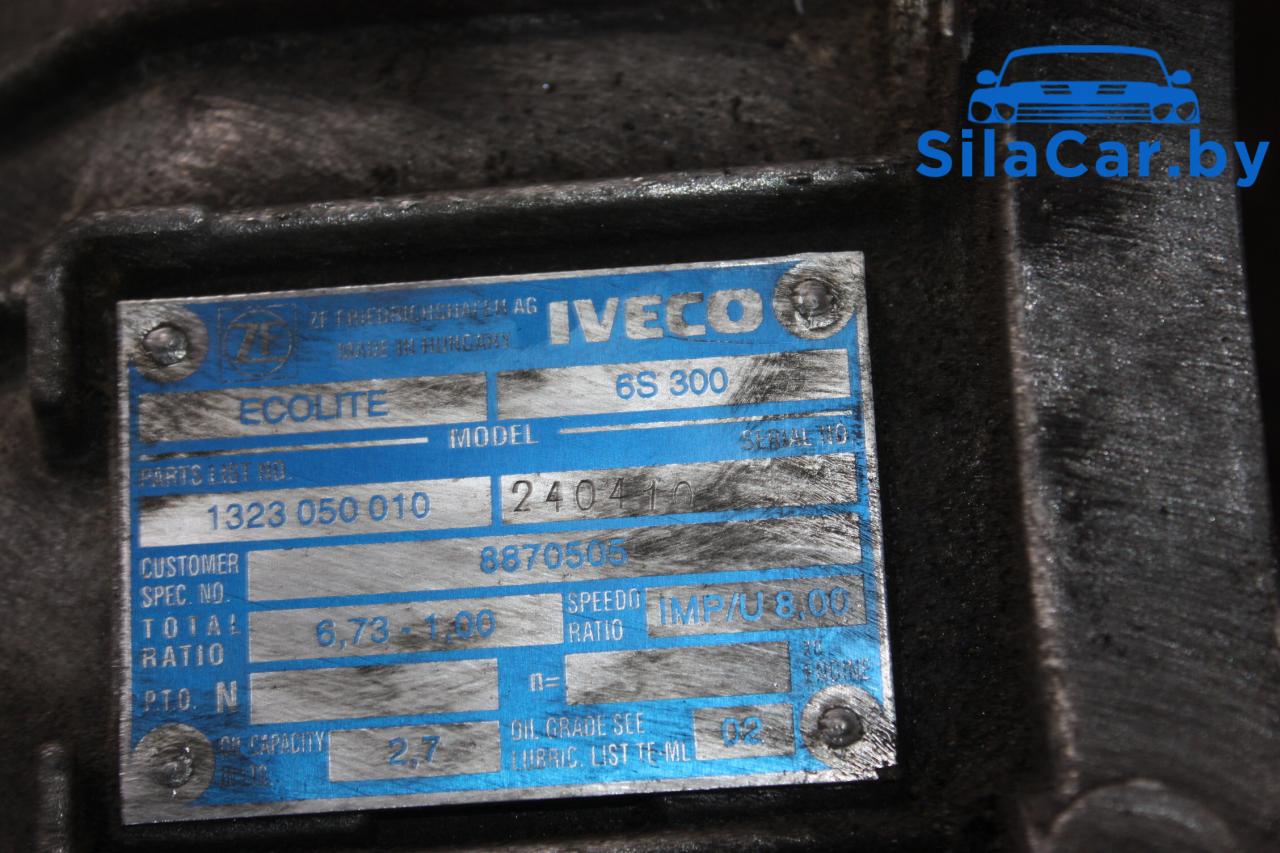 SilaCar.by
ZF FRIEDRICHSHAFEN AG IVECO
ZF MADE IN HUNGARY
ECOLITE 6S 300
MODEL
PARTS LIST NO. SERIAL NO.
1323 050 010 240410
CUSTOMER SPEC. NO. 8870505
TOTAL RATIO 6,73 - 1,00 SPEEDO RATIO IMP/U 8,00
P.T.O. N n= ENGINE
OIL CAPACITY 2,7 OIL GRADE SEE
LUBRIC. LIST TE-ML 02